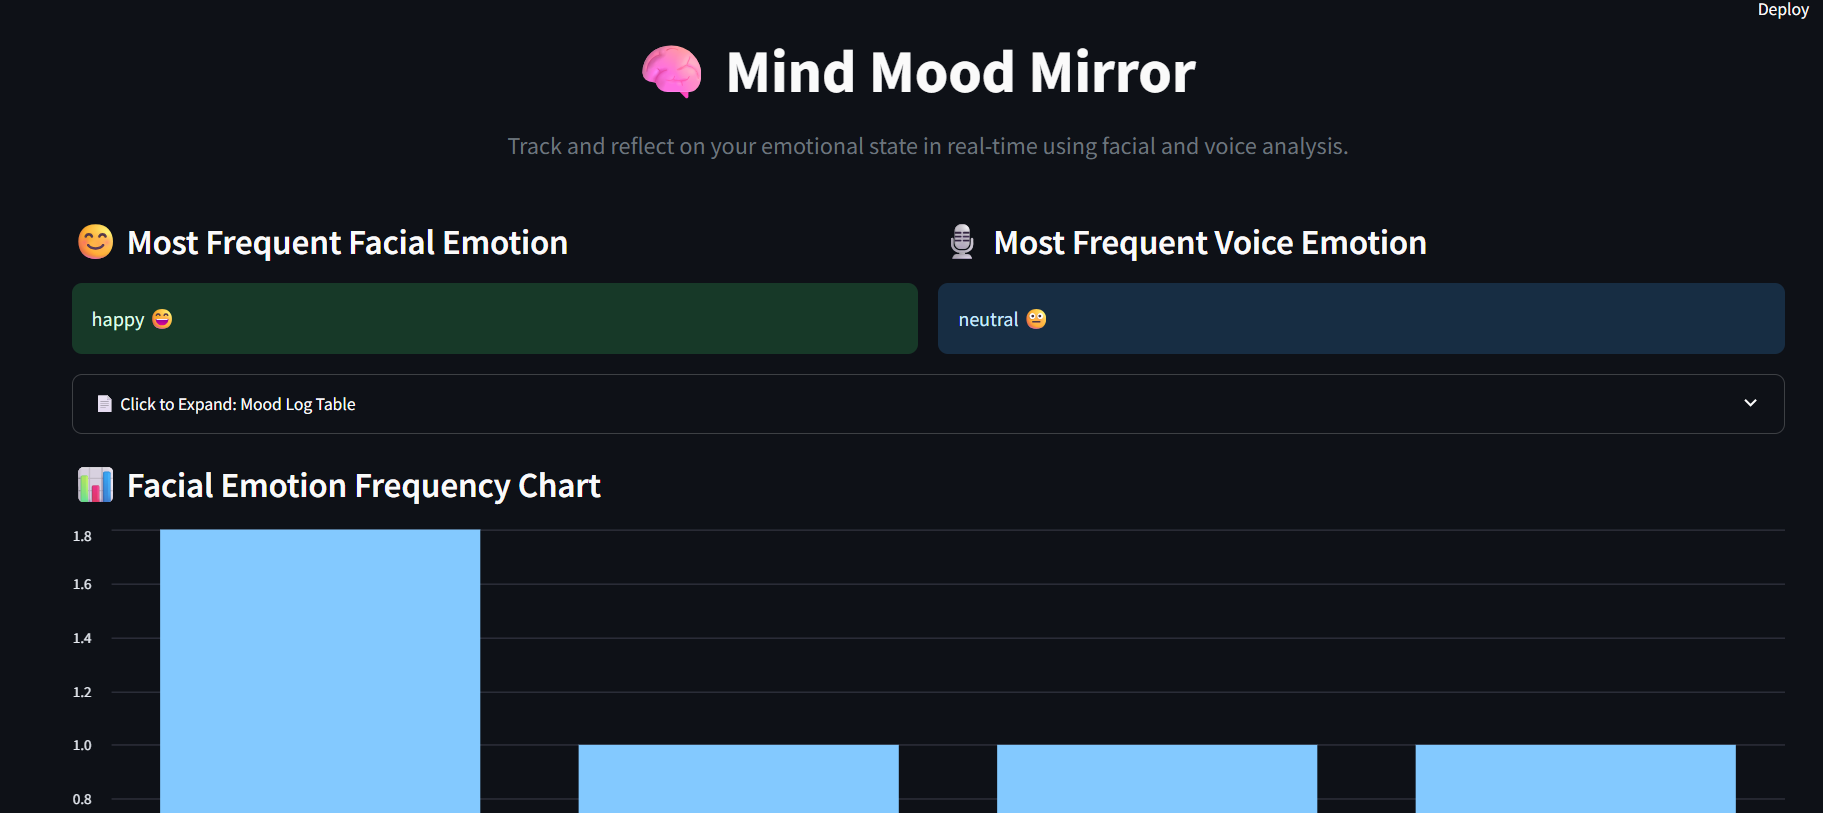 Deploy
Mind Mood Mirror
Track and reflect on your emotional state in real-time using facial and voice analysis.
Most Frequent Facial Emotion
Most Frequent Voice Emotion
happy 😄
neutral 😐
Click to Expand: Mood Log Table
Facial Emotion Frequency Chart
1.8
1.6
1.4
1.2
1.0
0.8